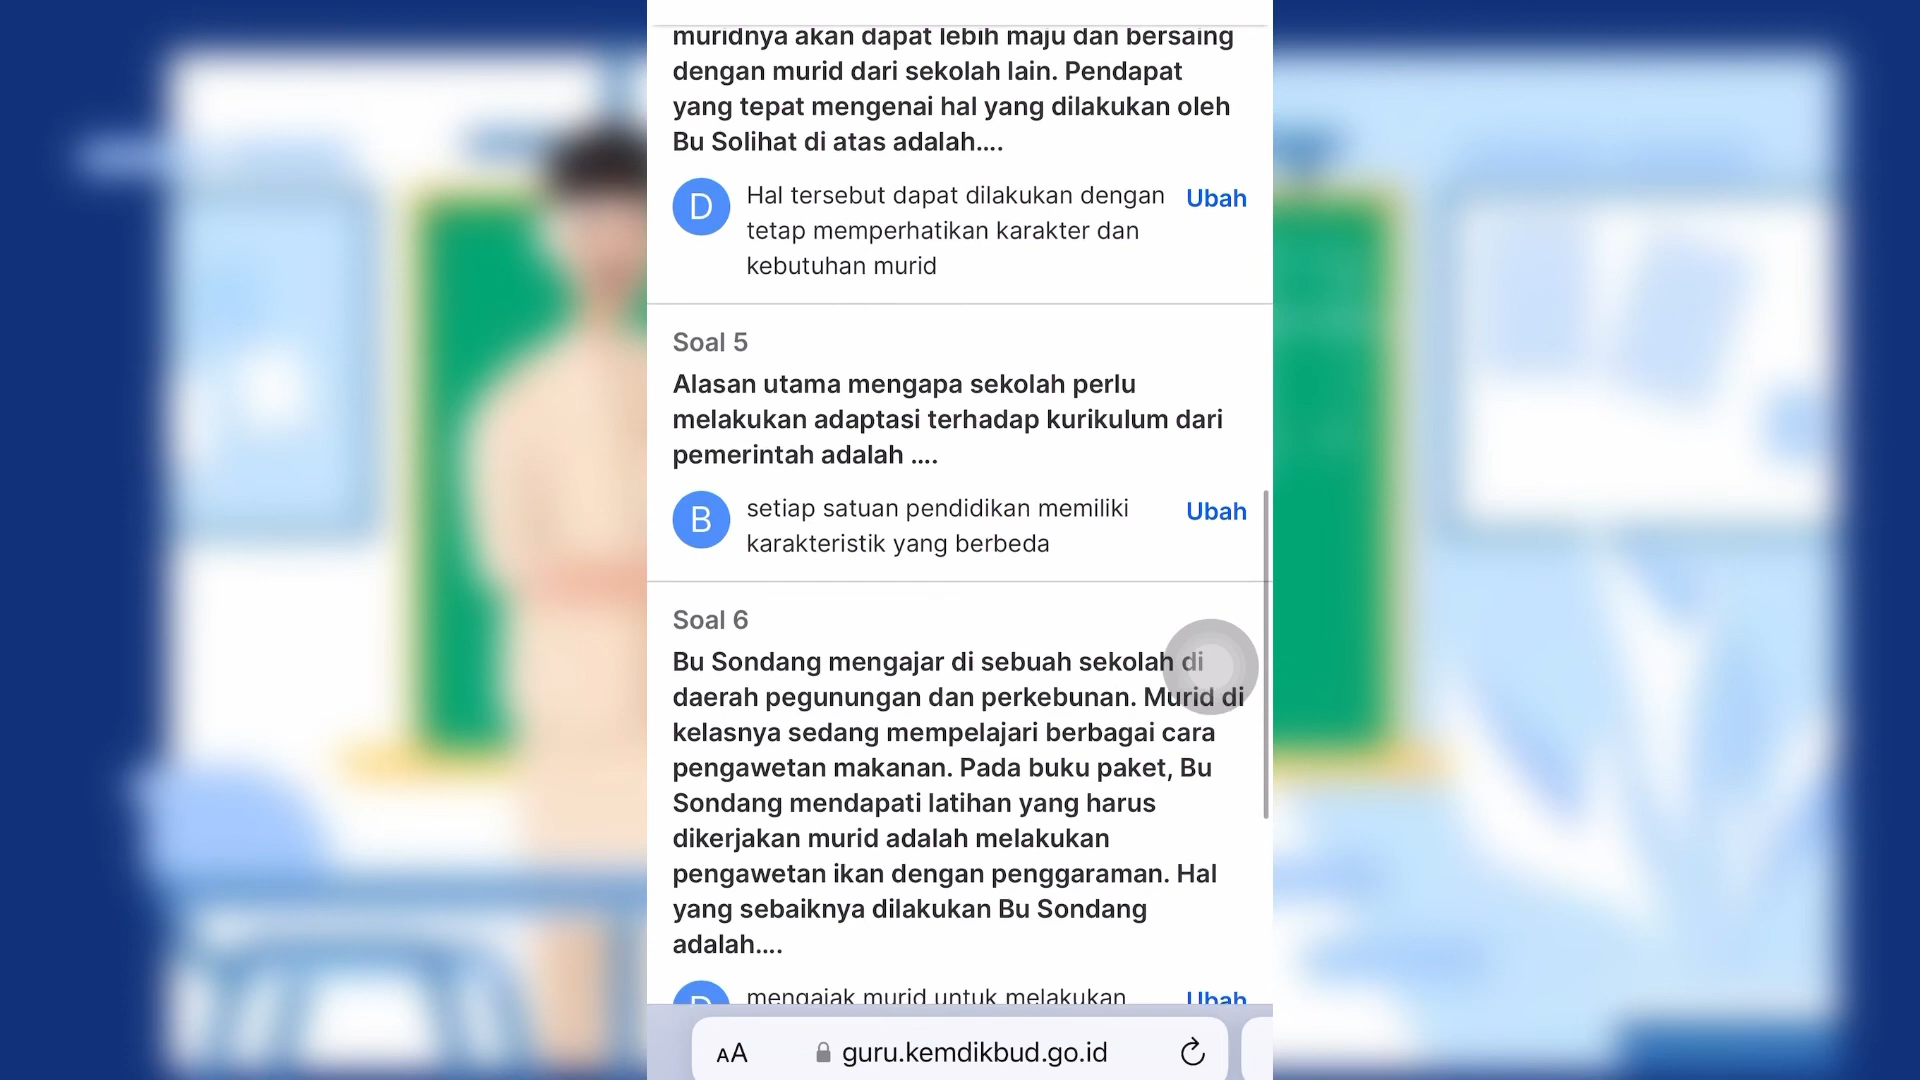 muridnya akan dapat lebih maju dan bersaing
dengan murid dari sekolah lain. Pendapat
yang tepat mengenai hal yang dilakukan oleh
Bu Solihat di atas adalah....
D
Hal tersebut dapat dilakukan dengan
tetap memperhatikan karakter dan
kebutuhan murid
Ubah
Soal 5
Alasan utama mengapa sekolah perlu
melakukan adaptasi terhadap kurikulum dari
pemerintah adalah ....
B
setiap satuan pendidikan memiliki
karakteristik yang berbeda
Ubah
Soal 6
Bu Sondang mengajar di sebuah sekolah di
daerah pegunungan dan perkebunan. Murid di
kelasnya sedang mempelajari berbagai cara
pengawetan makanan. Pada buku paket, Bu
Sondang mendapati latihan yang harus
dikerjakan murid adalah melakukan
pengawetan ikan dengan penggaraman. Hal
yang sebaiknya dilakukan Bu Sondang
adalah....
D
mengajak murid untuk melakukan
Ubah
AA
guru.kemdikbud.go.id